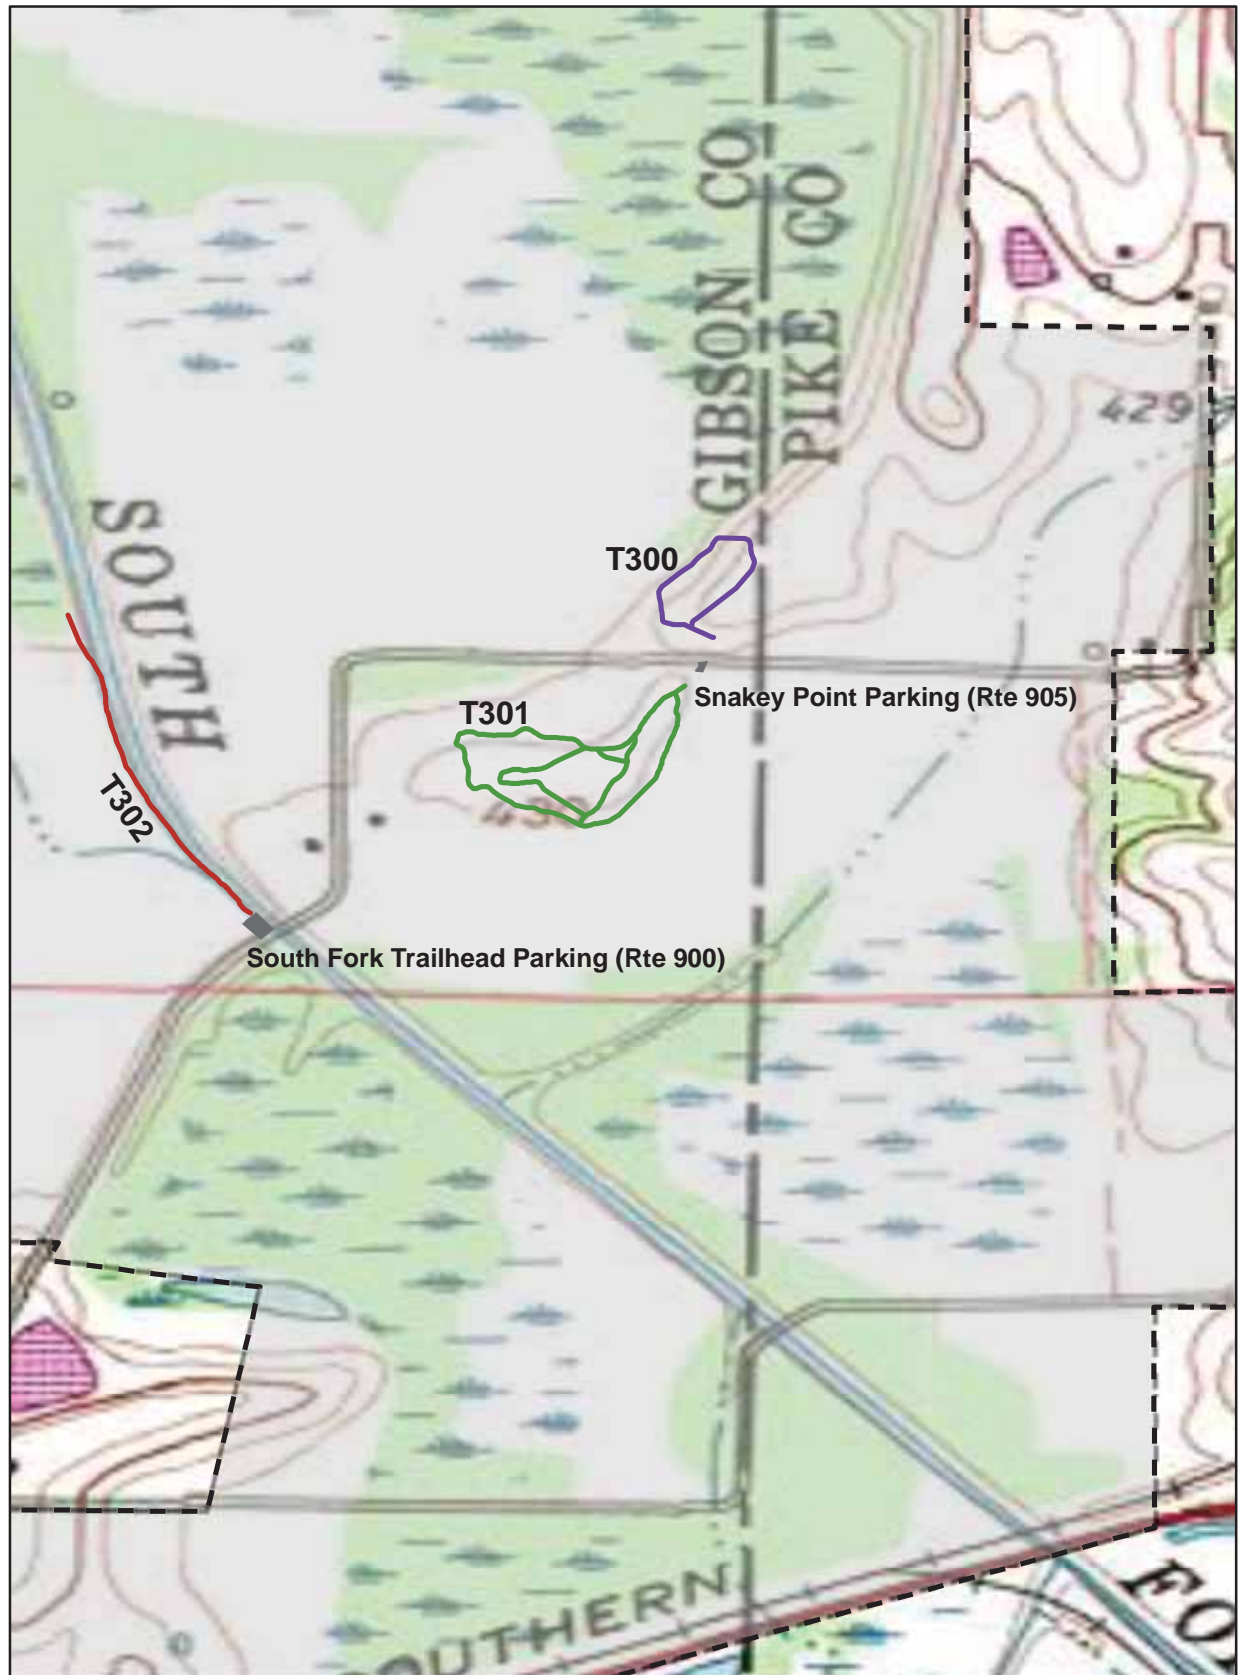 GIBSON CO
PIKE CO
429
SOUTH
T300
Snakey Point Parking (Rte 905)
T301
430
T302
South Fork Trailhead Parking (Rte 900)
SOUTHERN
FO